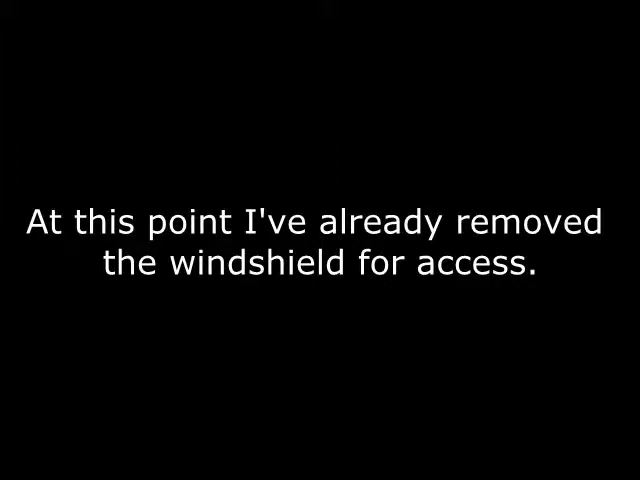 At this point I've already removed
the windshield for access.